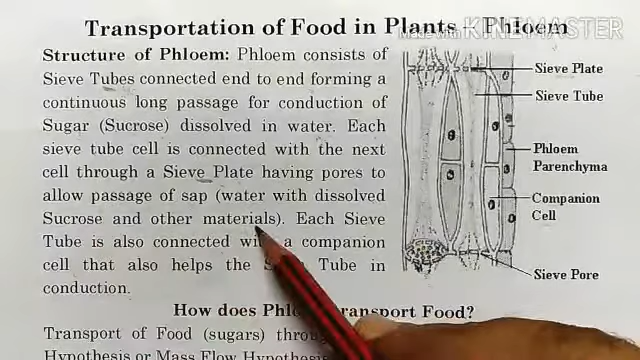 Transportation of Food in Plants – Phloem
Made with KINEMASTER
Structure of Phloem: Phloem consists of
Sieve Tubes connected end to end forming a
continuous long passage for conduction of
Sugar (Sucrose) dissolved in water. Each
sieve tube cell is connected with the next
cell through a Sieve Plate having pores to
allow passage of sap (water with dissolved
Sucrose and other materials). Each Sieve
Tube is also connected a companion
cell that also helps the Tube in
conduction.
Sieve Plate
Sieve Tube
Phloem
Parenchyma
Companion
Cell
Sieve Pore
How does Transport Food?
Transport of Food (sugars)
Hypothesis or Mass Flow